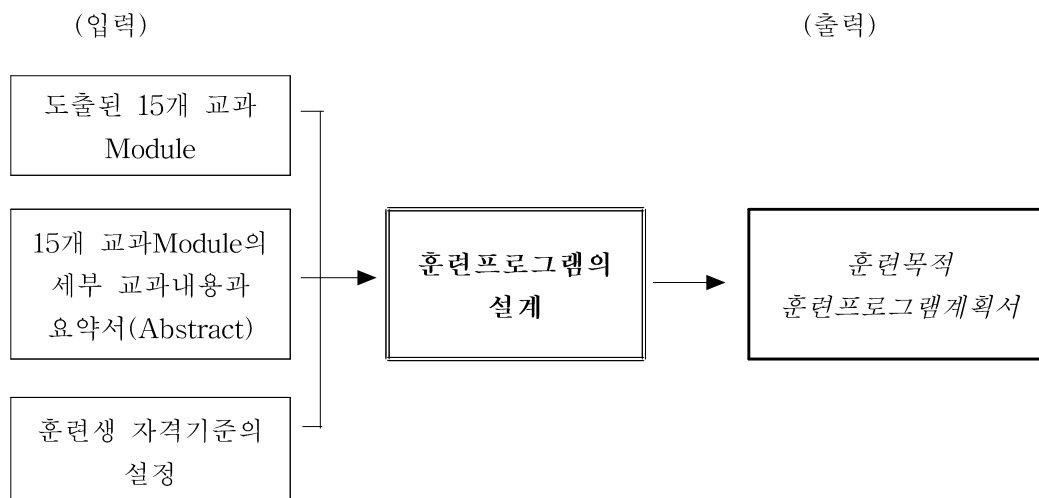 (입력)
(출력)
도출된 15개 교과
Module
15개 교과Module의
세부 교과내용과
요약서(Abstract)
훈련생 자격기준의
설정
훈련프로그램의
설계
훈련목적
훈련프로그램계획서